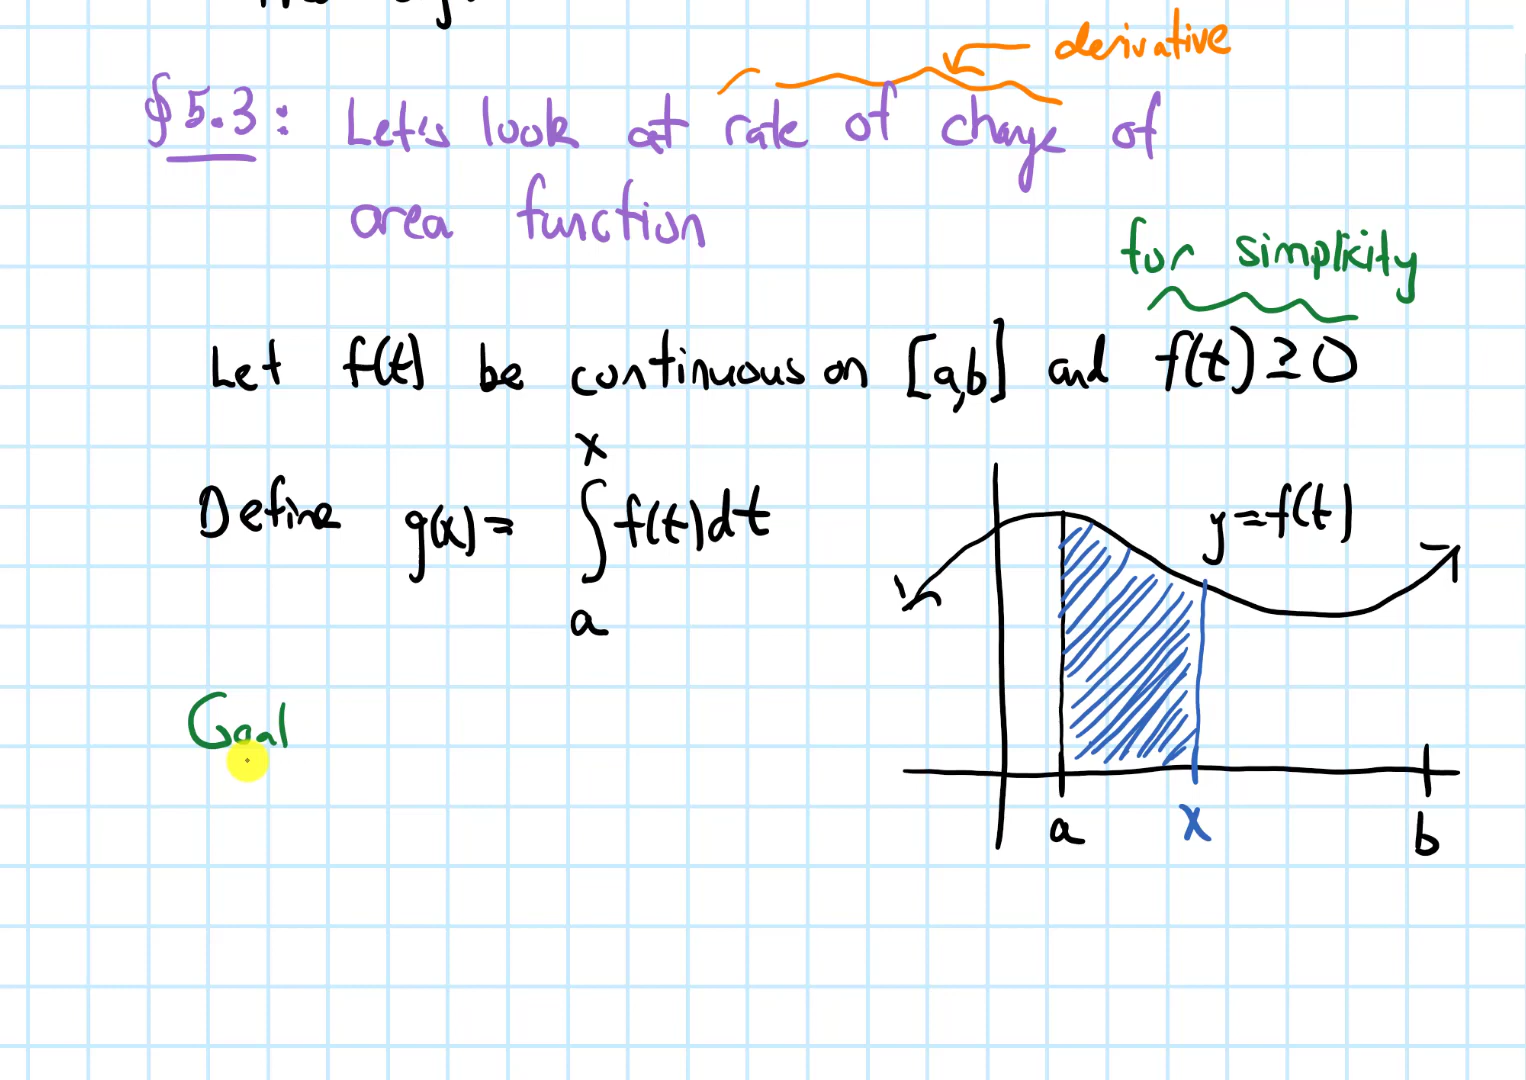 derivative
§5.3: Let's look at rate of change of
area function
for simplicity
Let f(t) be continuous on [a,b] and f(t) ≥ 0
Define g(x) = ∫ₐˣ f(t)dt
y=f(t)
Goal
a x b